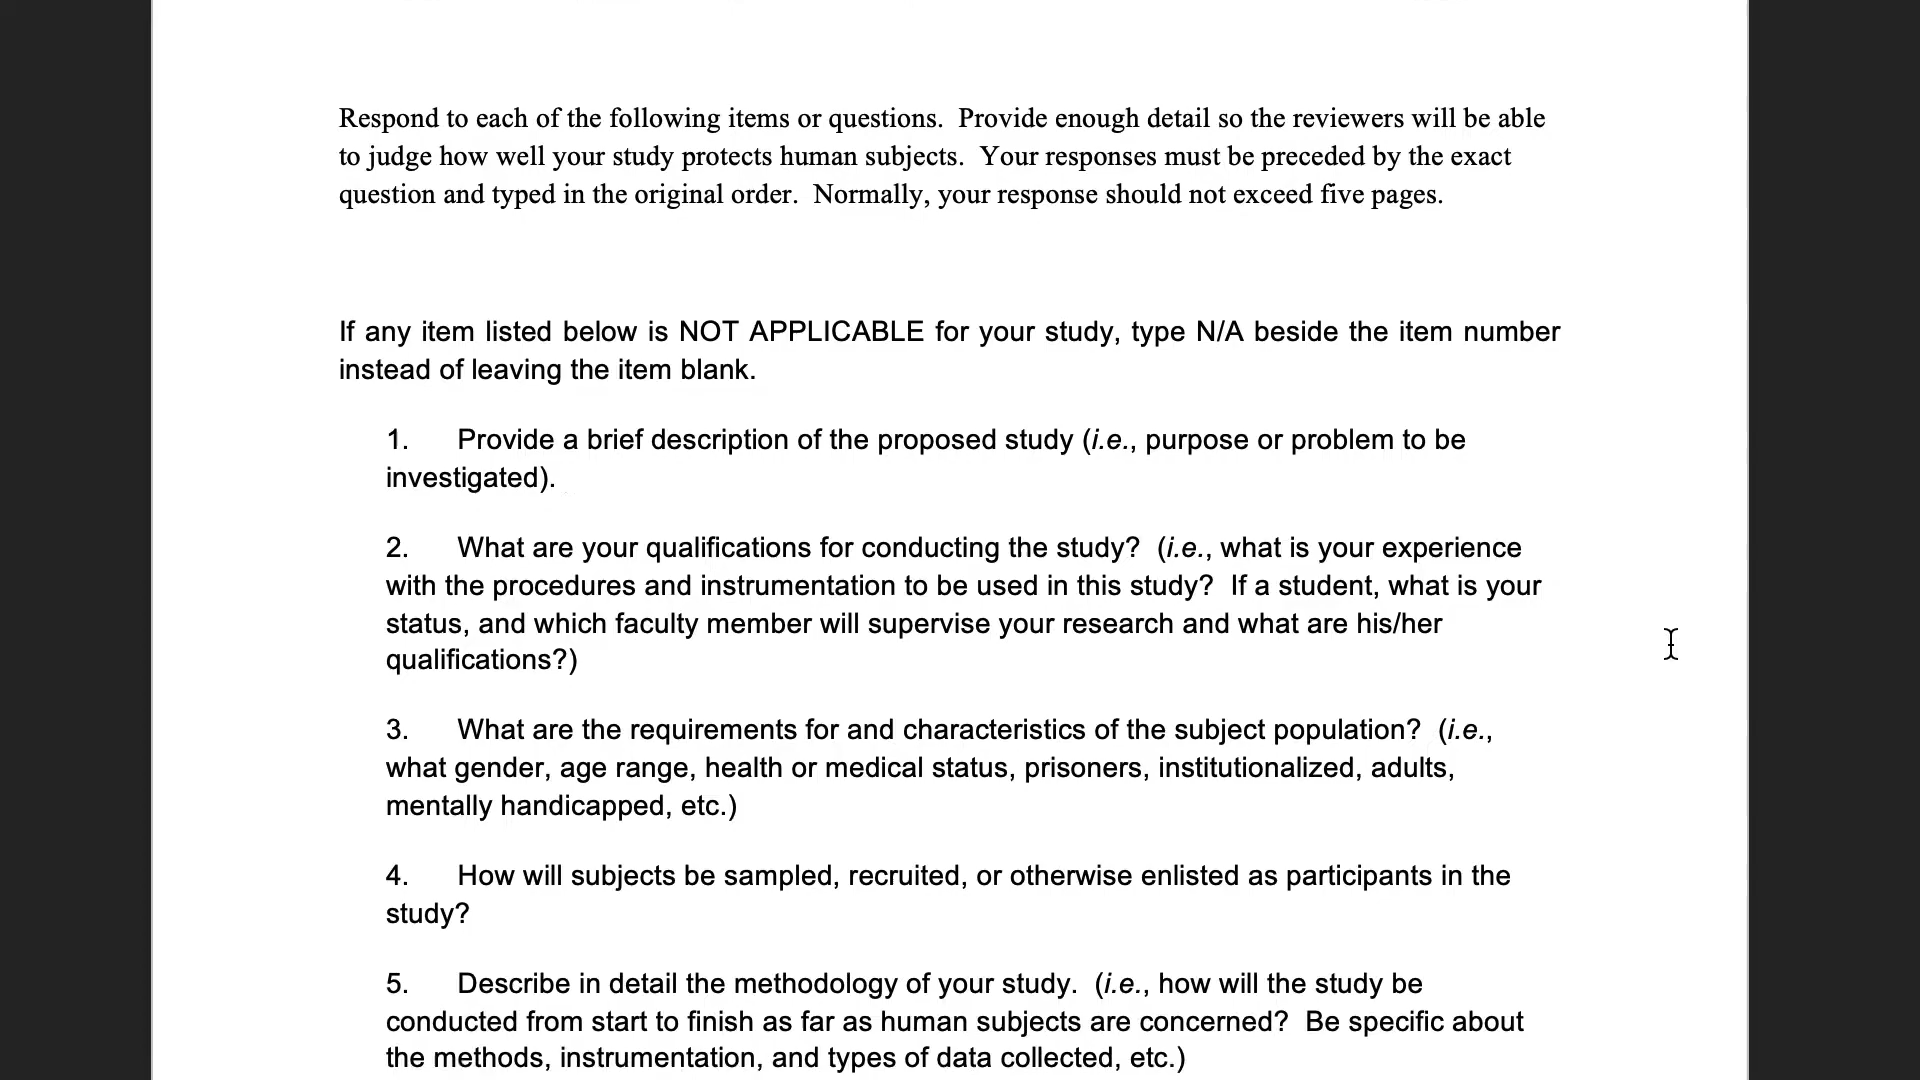 Respond to each of the following items or questions.  Provide enough detail so the reviewers will be able
to judge how well your study protects human subjects.  Your responses must be preceded by the exact
question and typed in the original order.  Normally, your response should not exceed five pages.
If any item listed below is NOT APPLICABLE for your study, type N/A beside the item number
instead of leaving the item blank.
1. Provide a brief description of the proposed study (i.e., purpose or problem to be
investigated).
2. What are your qualifications for conducting the study?  (i.e., what is your experience
with the procedures and instrumentation to be used in this study?  If a student, what is your
status, and which faculty member will supervise your research and what are his/her
qualifications?)
3. What are the requirements for and characteristics of the subject population?  (i.e.,
what gender, age range, health or medical status, prisoners, institutionalized, adults,
mentally handicapped, etc.)
4. How will subjects be sampled, recruited, or otherwise enlisted as participants in the
study?
5. Describe in detail the methodology of your study.  (i.e., how will the study be
conducted from start to finish as far as human subjects are concerned?  Be specific about
the methods, instrumentation, and types of data collected, etc.)